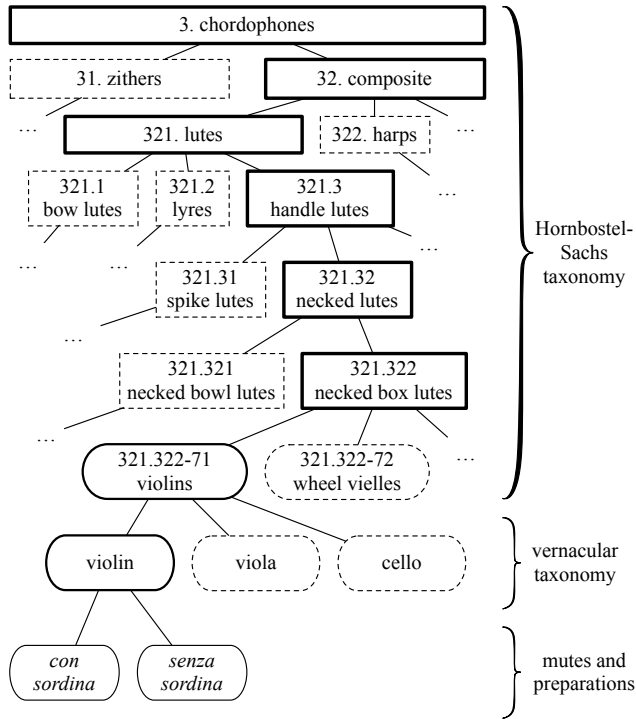 3. chordophones
31. zithers
32. composite
...
321. lutes
322. harps
...
...
321.1
bow lutes
321.2
lyres
321.3
handle lutes
...
Hornbostel-
Sachs
taxonomy
...
...
...
321.31
spike lutes
321.32
necked lutes
...
321.321
necked bowl lutes
321.322
necked box lutes
...
...
321.322-71
violins
321.322-72
wheel vielles
violin
viola
cello
vernacular
taxonomy
con
sordina
senza
sordina
mutes and
preparations